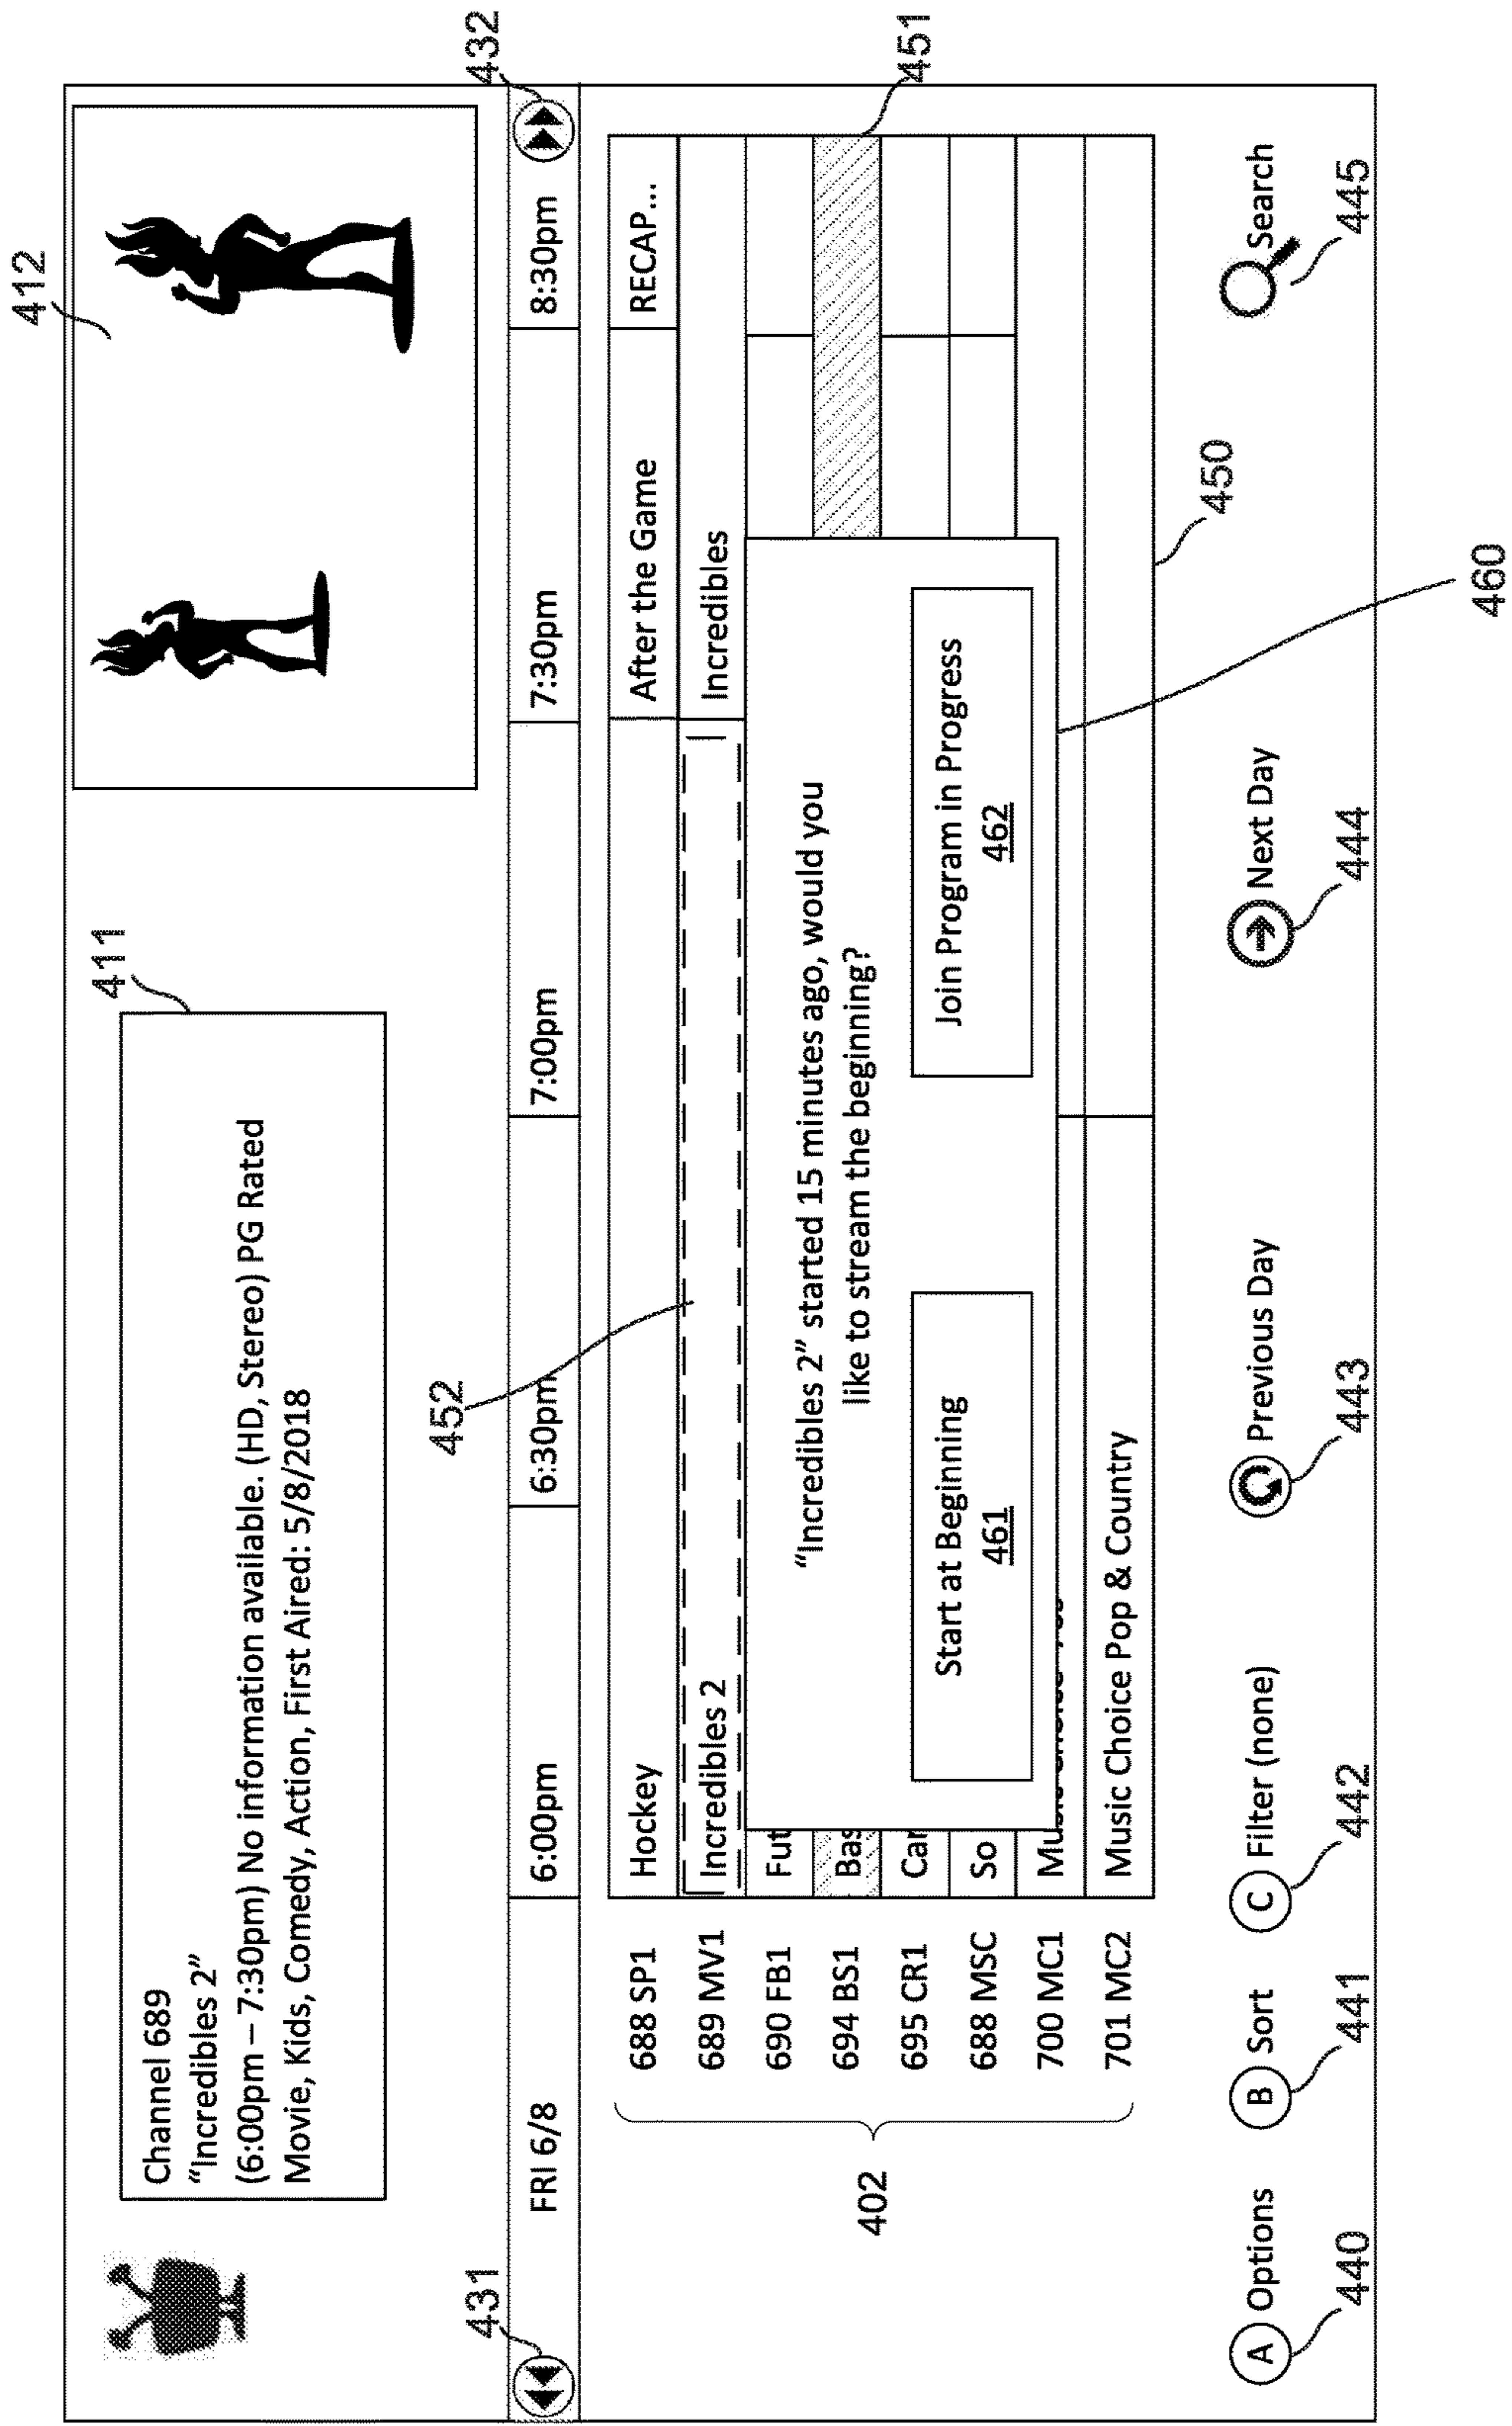 412
411
Channel 689
"Incredibles 2"
(6:00pm – 7:30pm) No information available. (HD, Stereo) PG Rated
Movie, Kids, Comedy, Action, First Aired: 5/8/2018
431
452
432
FRI 6/8
6:00pm
6:30pm
7:00pm
7:30pm
8:30pm
688 SP1
Hockey
After the Game
RECAP...
689 MV1
Incredibles 2
Incredibles
690 FB1
Fut
694 BS1
Bas
451
695 CR1
Car
688 MSC
So
700 MC1
701 MC2
Music Choice Pop & Country
402
"Incredibles 2" started 15 minutes ago, would you
like to stream the beginning?
Start at Beginning
461
Join Program in Progress
462
450
460
A Options
B Sort
C Filter (none)
Previous Day
Next Day
Search
440
441
442
443
444
445